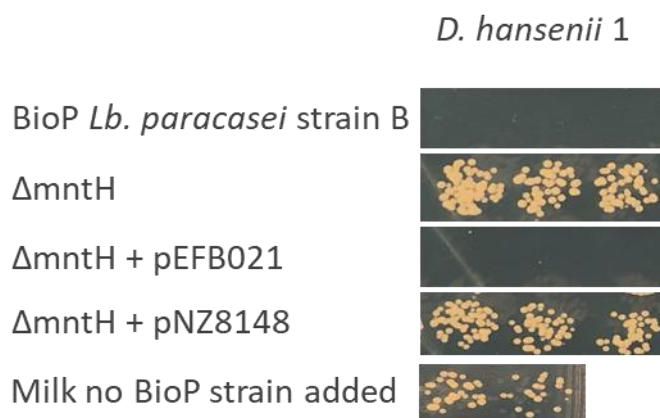 D. hansenii 1
BioP Lb. paracasei strain B
ΔmntH
ΔmntH + pEFB021
ΔmntH + pNZ8148
Milk no BioP strain added